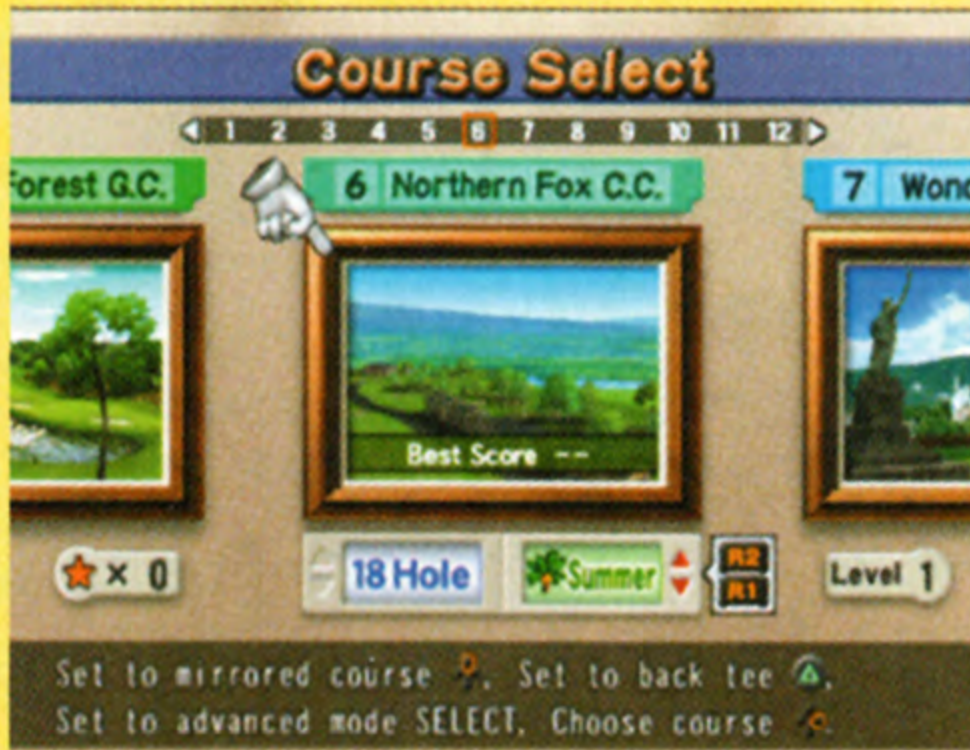 Course Select
1 2 3 4 5 6 7 8 9 10 11 12
Forest G.C.
6 Northern Fox C.C.
7 Wond
Best Score --
× 0
18 Hole
Summer
R2
R1
Level 1
Set to mirrored course . Set to back tee .
Set to advanced mode SELECT. Choose course